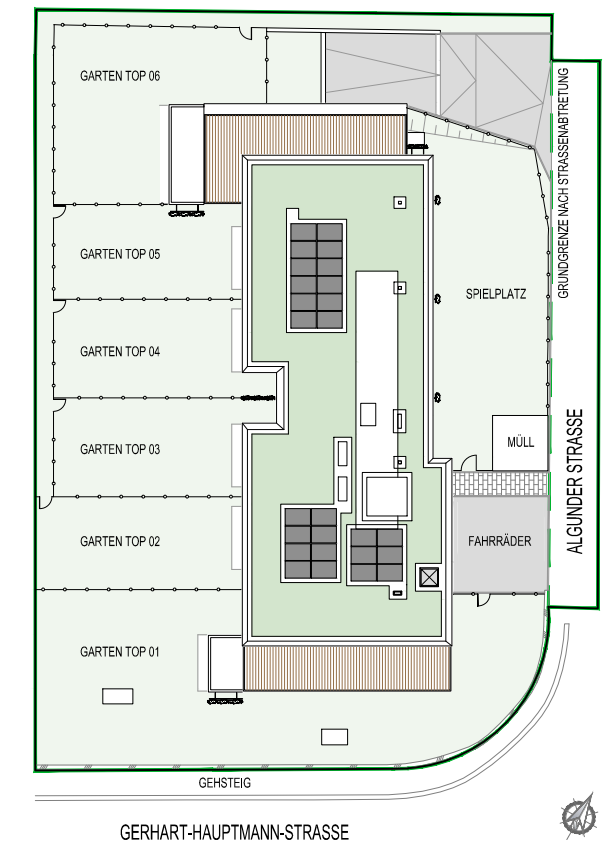 GARTEN TOP 06
GRUNDGRENZE NACH STRASSENABTRETUNG
GARTEN TOP 05
SPIELPLATZ
GARTEN TOP 04
GARTEN TOP 03
MÜLL
ALGUNDER STRASSE
GARTEN TOP 02
FAHRRÄDER
GARTEN TOP 01
GEHSTEIG
GERHART-HAUPTMANN-STRASSE